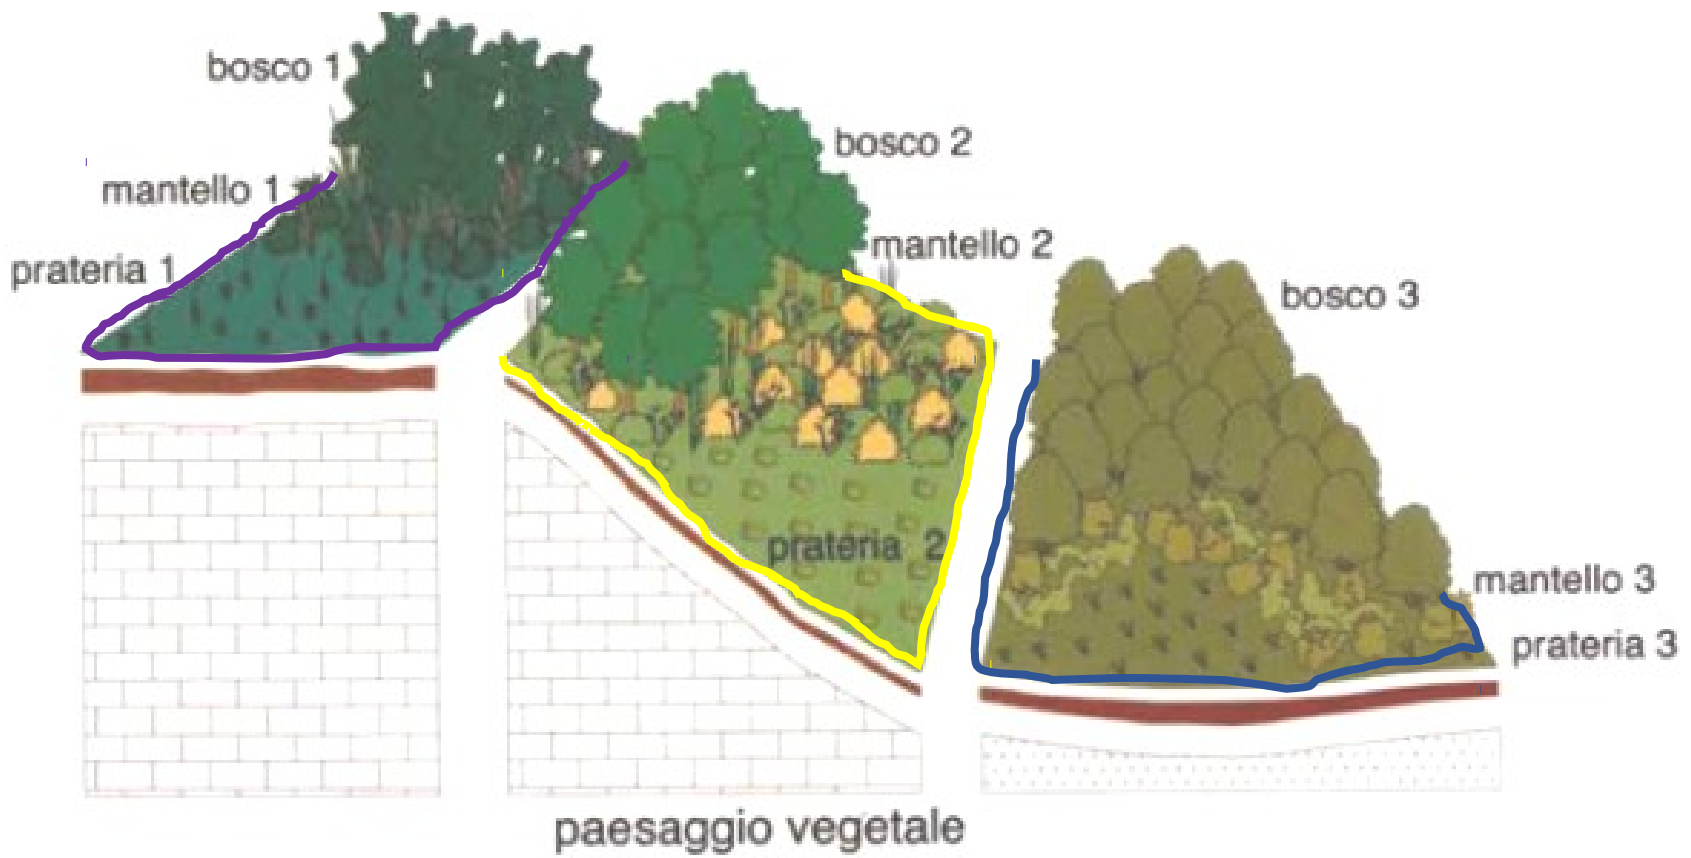 bosco 1
mantello 1
prateria 1
bosco 2
mantello 2
prateria 2
bosco 3
mantello 3
prateria 3
paesaggio vegetale